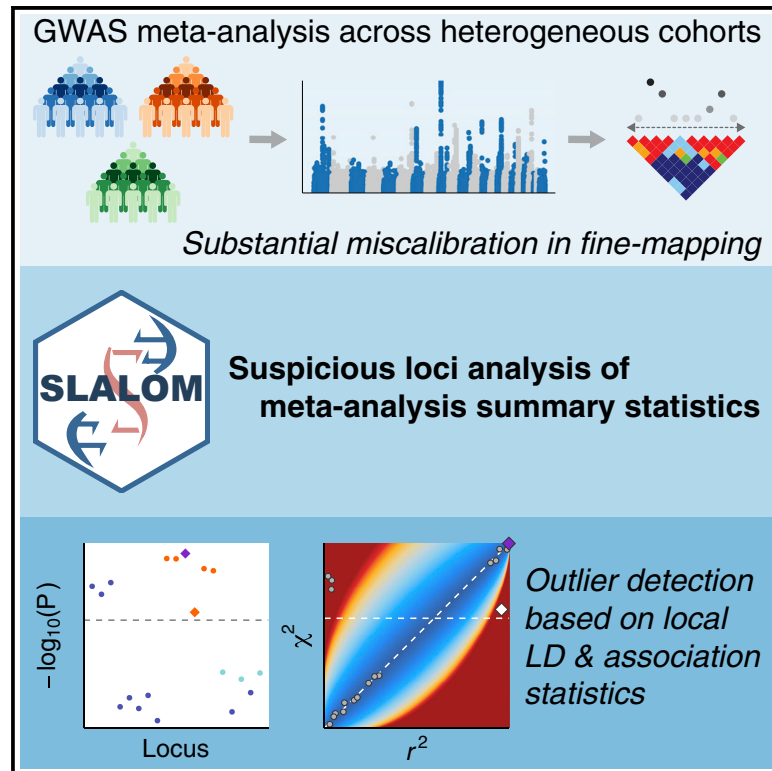 GWAS meta-analysis across heterogeneous cohorts
Substantial miscalibration in fine-mapping
SLALOM
Suspicious loci analysis of
meta-analysis summary statistics
−log₁₀(P)
Locus
χ²
r²
Outlier detection
based on local
LD & association
statistics